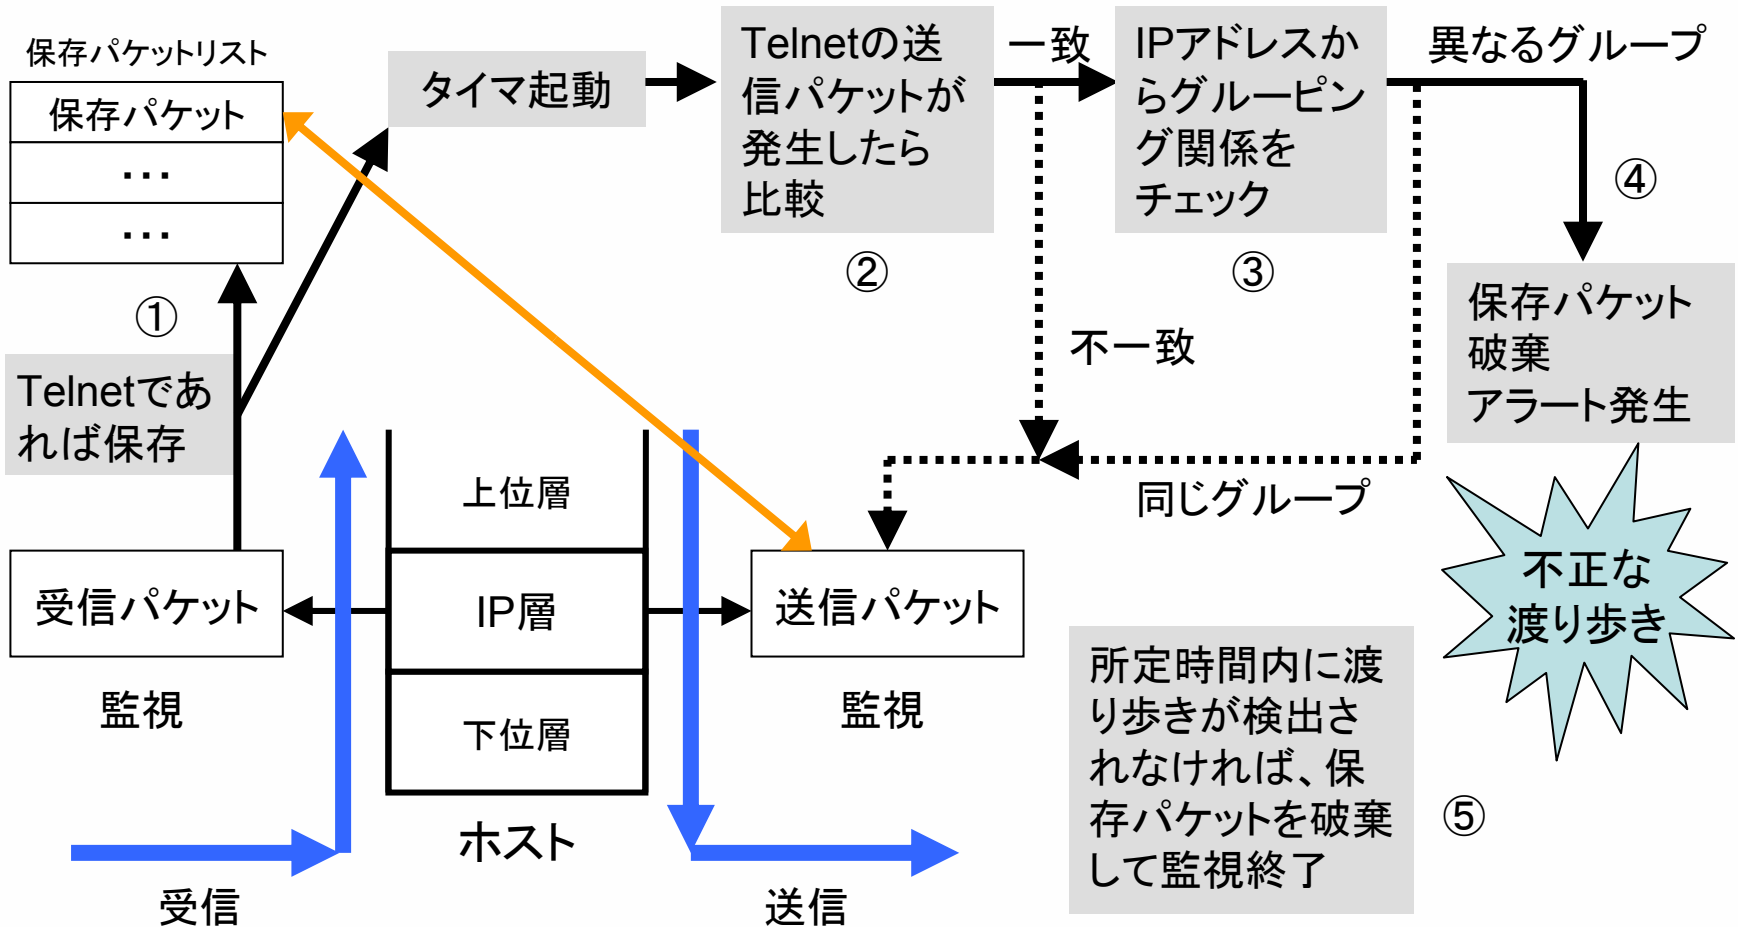 保存パケットリスト
保存パケット
・・・
・・・
タイマ起動
Telnetの送
信パケットが
発生したら
比較
②
一致
IPアドレスか
らグルーピン
グ関係を
チェック
③
異なるグループ
④
①
Telnetであ
れば保存
不一致
同じグループ
保存パケット
破棄
アラート発生
不正な
渡り歩き
上位層
IP層
下位層
ホスト
受信パケット
監視
送信パケット
監視
受信
送信
所定時間内に渡
り歩きが検出さ
れなければ、保
存パケットを破棄
して監視終了
⑤